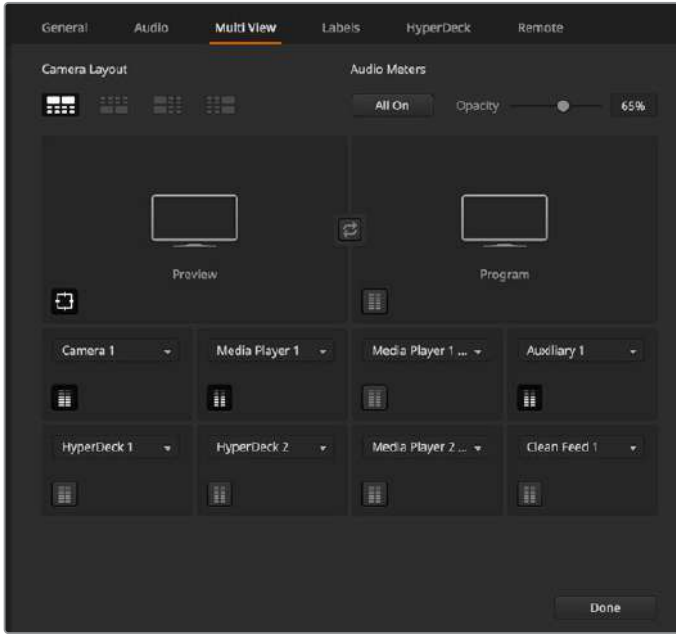 General Audio Multi View Labels HyperDeck Remote
Camera Layout Audio Meters
All On Opacity 65%
Preview Program
Camera 1 Media Player 1 Media Player 1 ... Auxiliary 1
HyperDeck 1 HyperDeck 2 Media Player 2 ... Clean Feed 1
Done